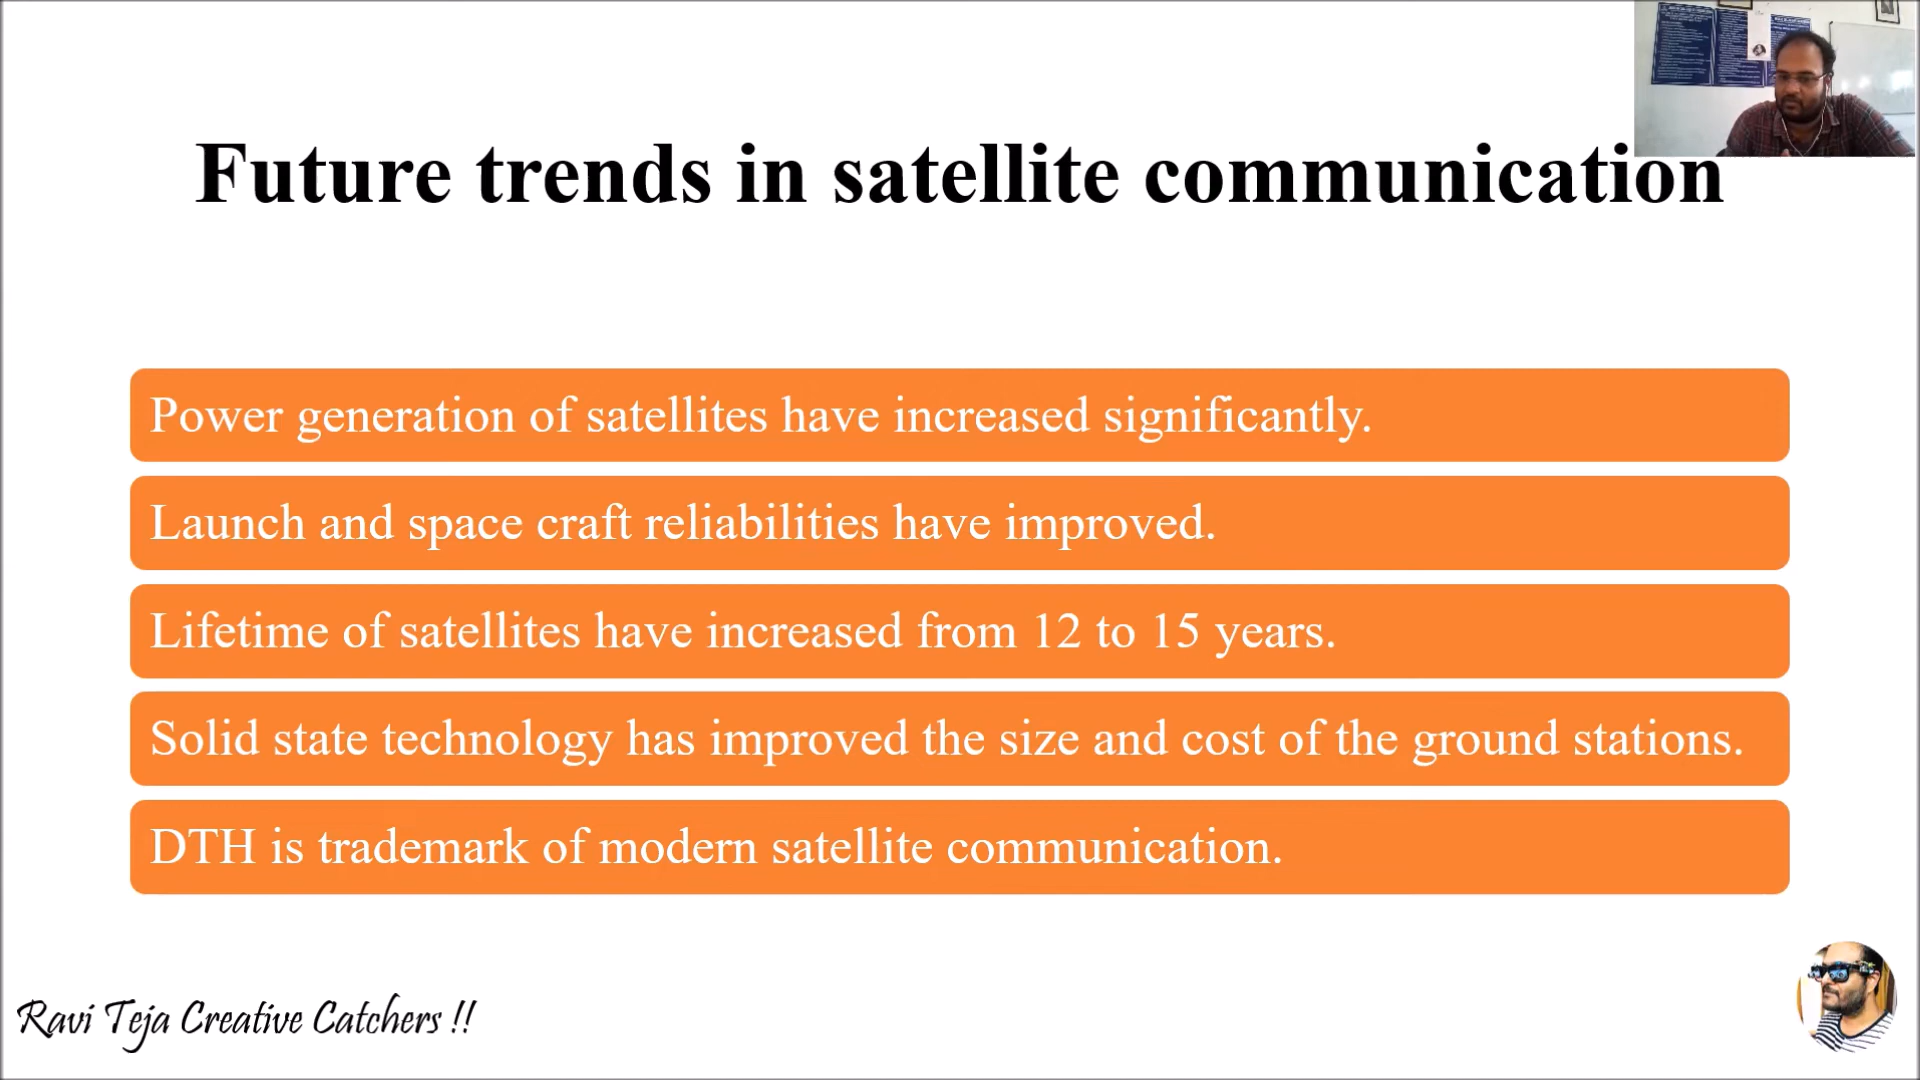 Future trends in satellite communication
Power generation of satellites have increased significantly.
Launch and space craft reliabilities have improved.
Lifetime of satellites have increased from 12 to 15 years.
Solid state technology has improved the size and cost of the ground stations.
DTH is trademark of modern satellite communication.
Ravi Teja Creative Catchers !!